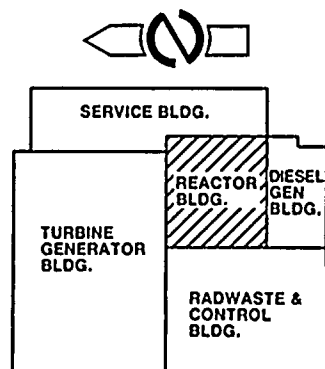 N
SERVICE BLDG.
REACTOR
BLDG.
DIESEL
GEN
BLDG.
TURBINE
GENERATOR
BLDG.
RADWASTE &
CONTROL
BLDG.